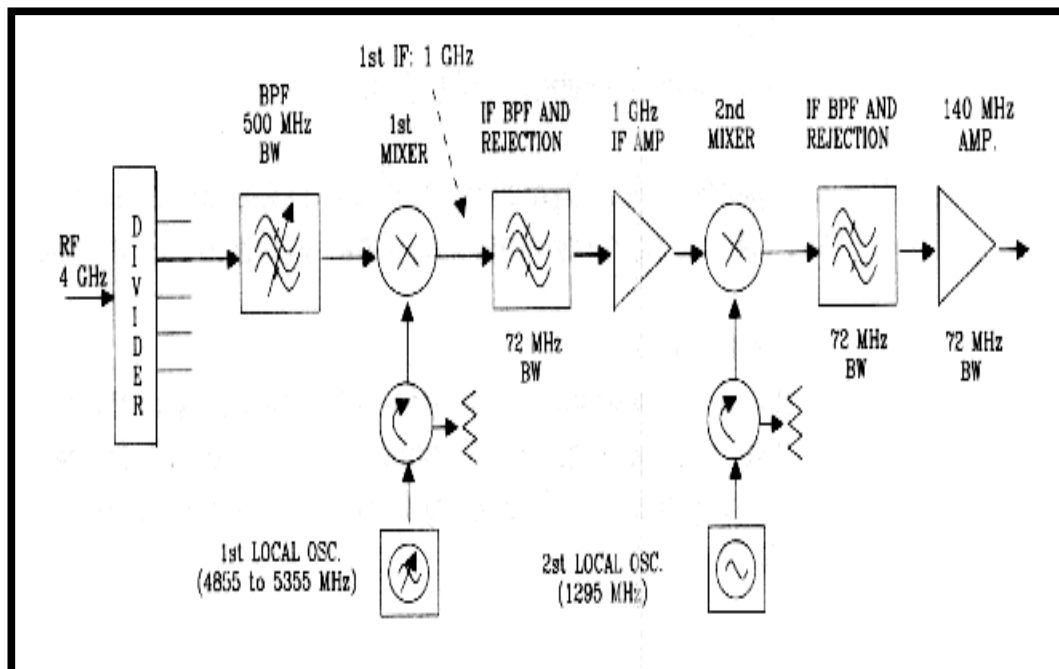 1st IF: 1 GHz
BPF
500 MHz
BW
1st
MIXER
IF BPF AND
REJECTION
1 GHz
IF AMP
2nd
MIXER
IF BPF AND
REJECTION
140 MHz
AMP.
RF
4 GHz
DIVIDER
72 MHz
BW
72 MHz
BW
72 MHz
BW
1st LOCAL OSC.
(4855 to 5355 MHz)
2st LOCAL OSC.
(1295 MHz)